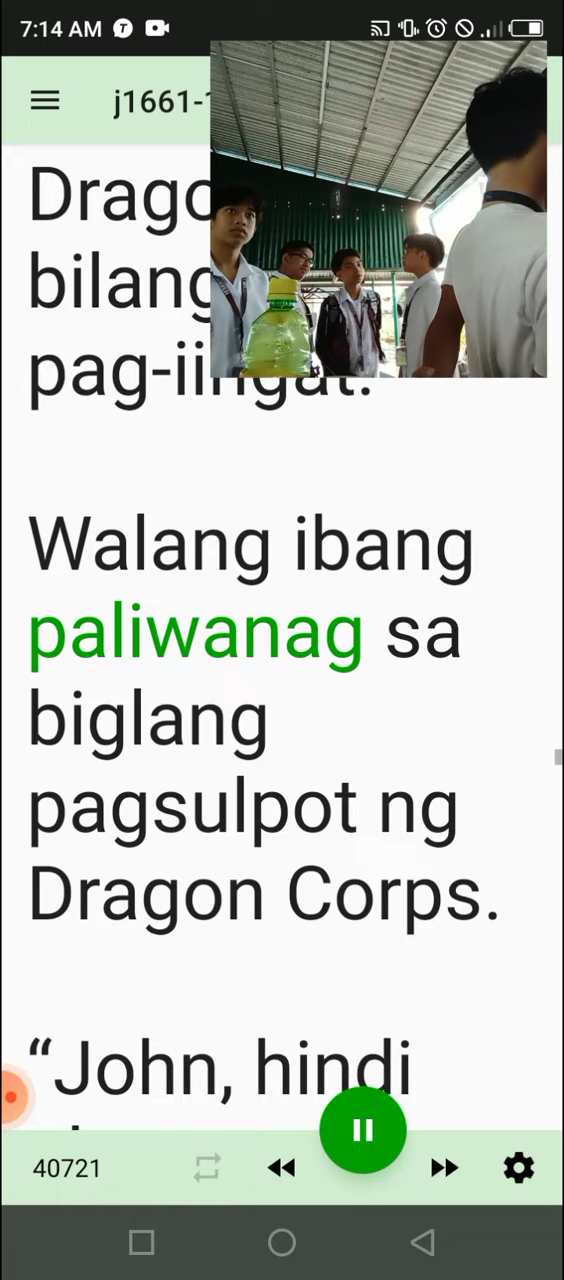 7:14 AM
j1661-
Drago
bilang
pag-iingat.
Walang ibang
paliwanag sa
biglang
pagsulpot ng
Dragon Corps.
“John, hindi
40721